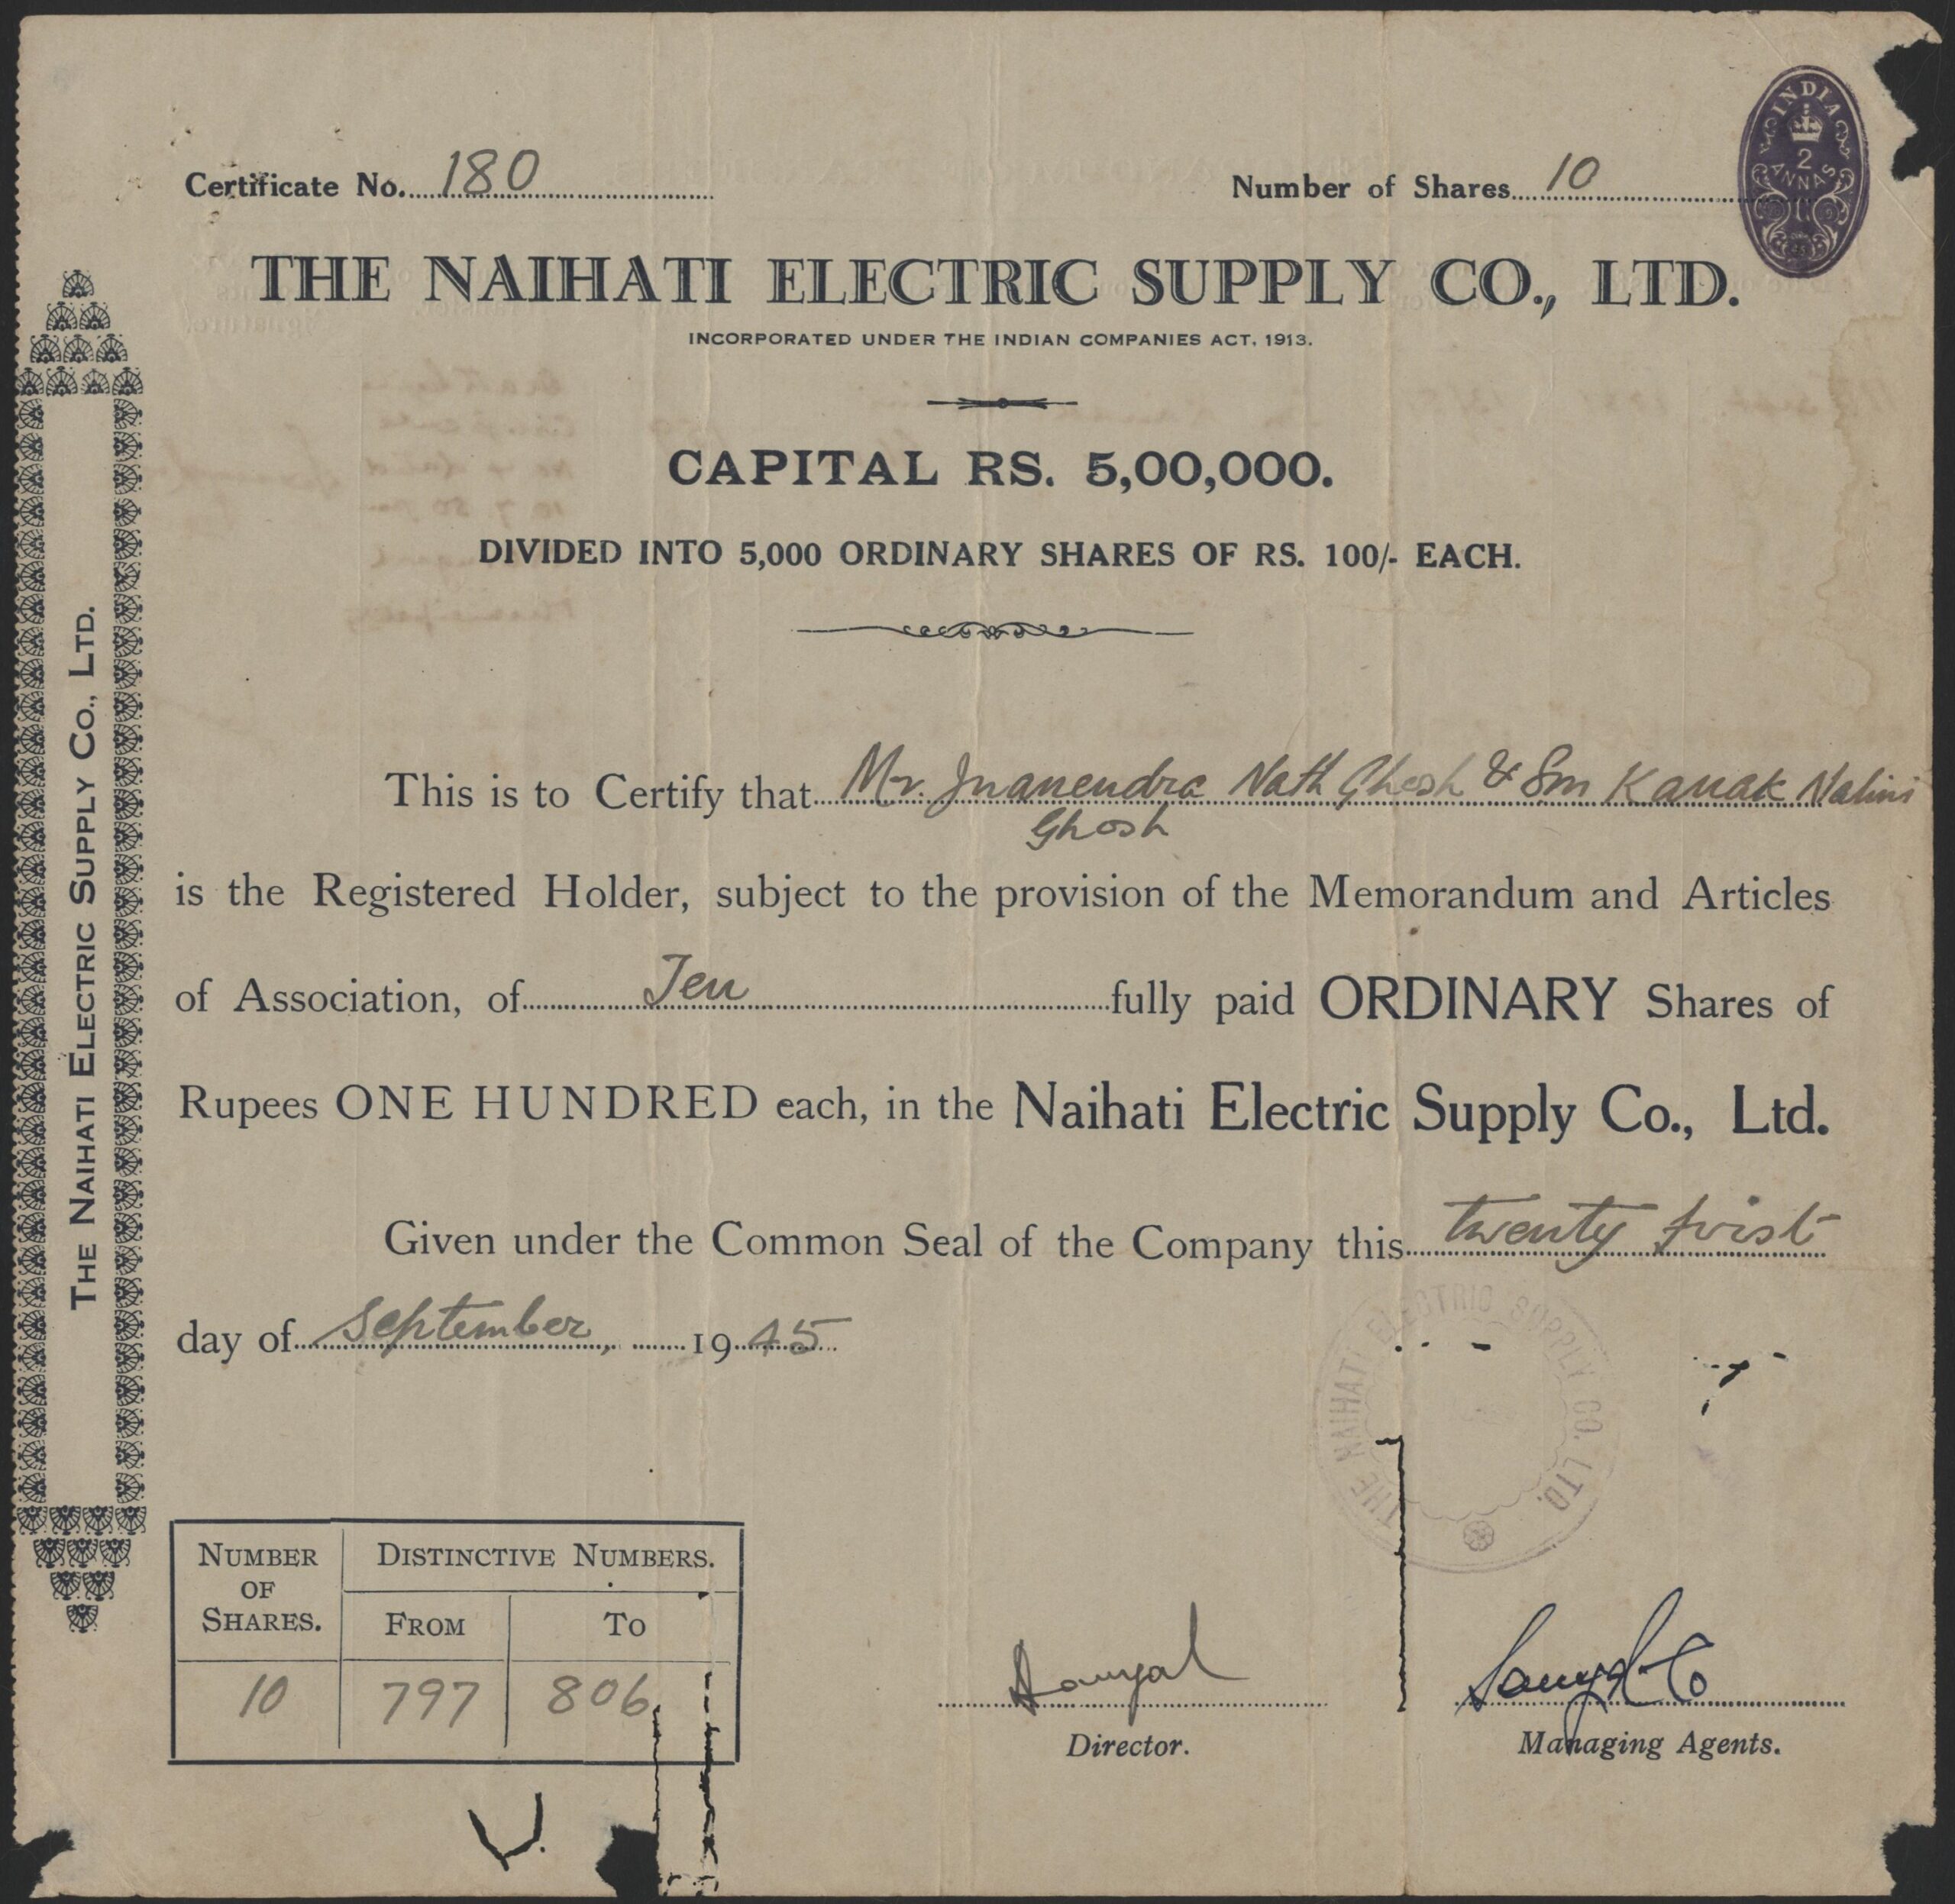 Certificate No. 180
Number of Shares 10
INDIA
2
ANNAS
THE NAIHATI ELECTRIC SUPPLY CO., LTD.
INCORPORATED UNDER THE INDIAN COMPANIES ACT, 1913.
CAPITAL RS. 5,00,000.
DIVIDED INTO 5,000 ORDINARY SHARES OF RS. 100/- EACH.
THE NAIHATI ELECTRIC SUPPLY CO., LTD.
This is to Certify that Mr. Jnanendra Nath Ghosh & Sm Kanak Nalini
Ghosh
is the Registered Holder, subject to the provision of the Memorandum and Articles
of Association, of Ten fully paid ORDINARY Shares of
Rupees ONE HUNDRED each, in the Naihati Electric Supply Co., Ltd.
Given under the Common Seal of the Company this twenty first
day of September, 1945
THE NAIHATI ELECTRIC SUPPLY CO. LTD.
NUMBER OF SHARES. DISTINCTIVE NUMBERS.
FROM TO
10 797 806
Director.
Managing Agents.